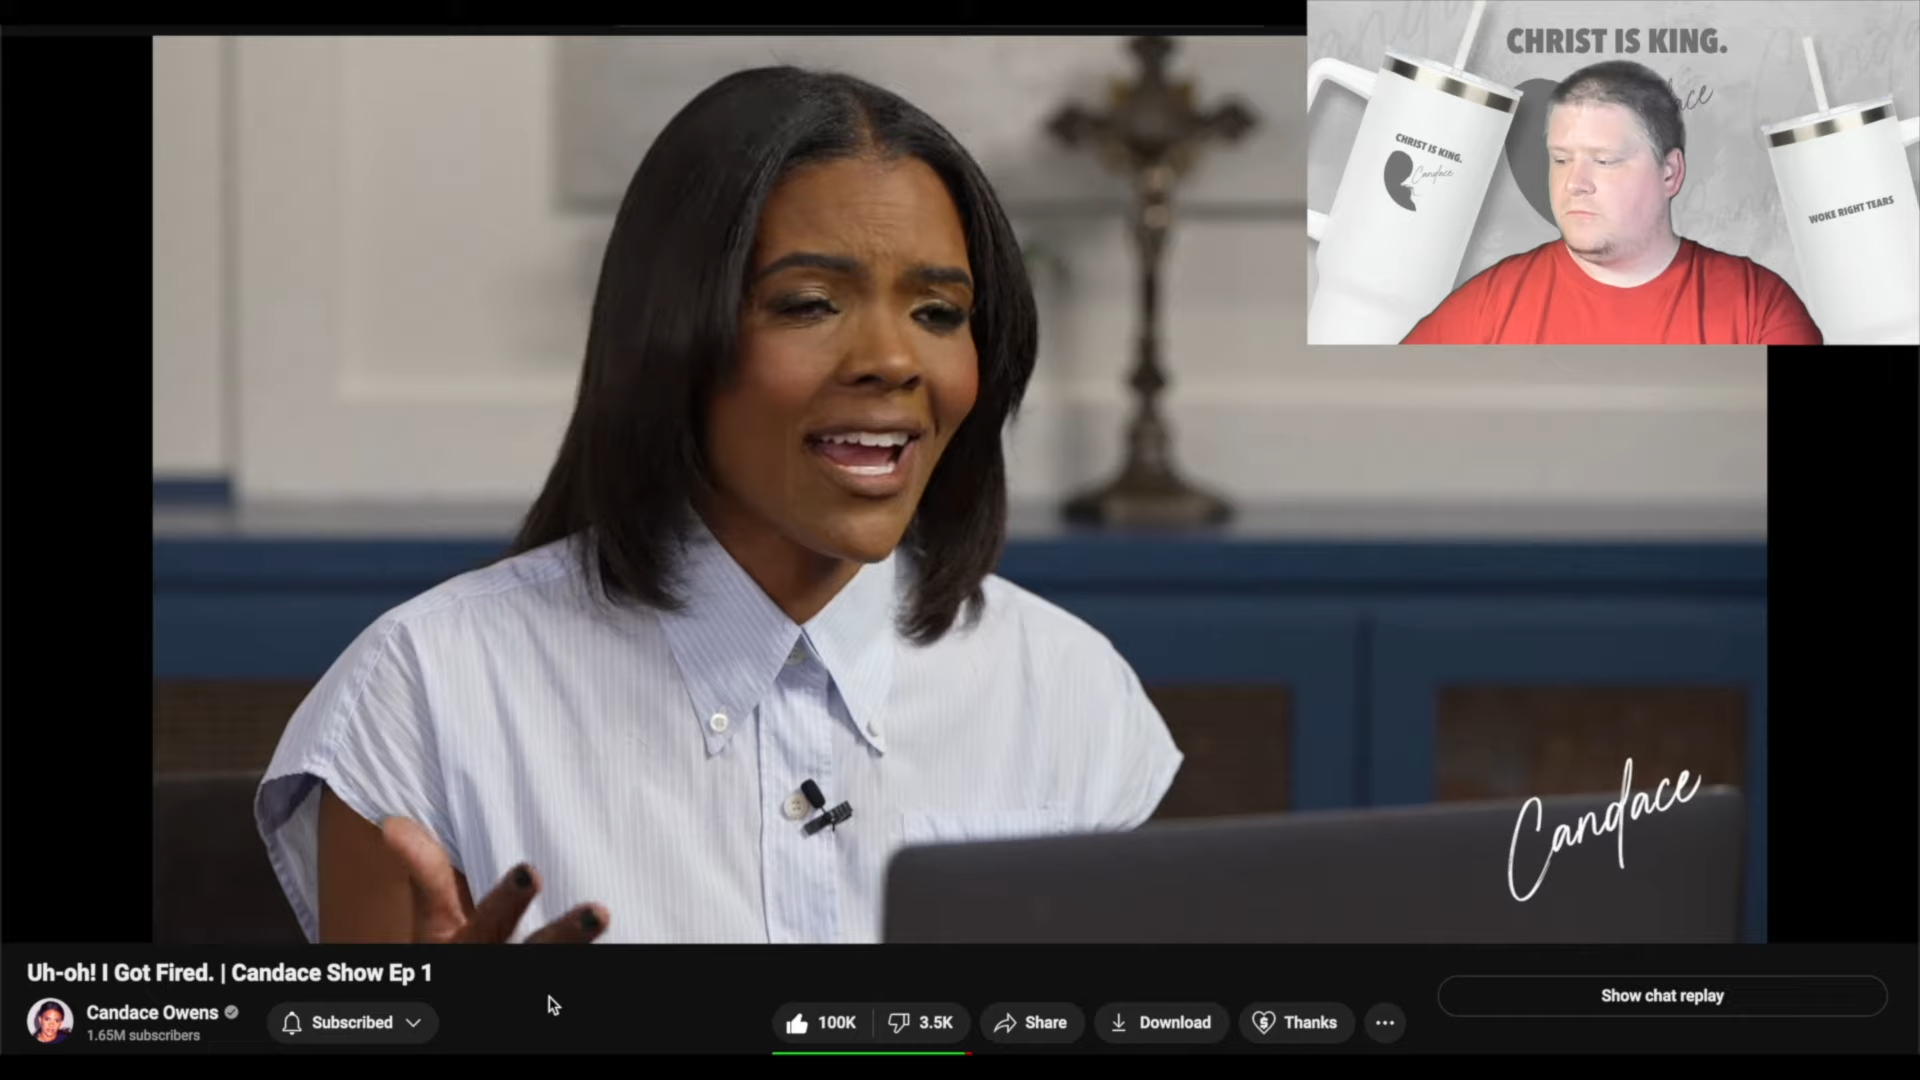 CHRIST IS KING.
CHRIST IS KING.
Candace
WOKE RIGHT TEARS
Candace
Uh-oh! I Got Fired. | Candace Show Ep 1
Candace Owens
1.65M subscribers
Subscribed
100K
3.5K
Share
Download
Thanks
Show chat replay